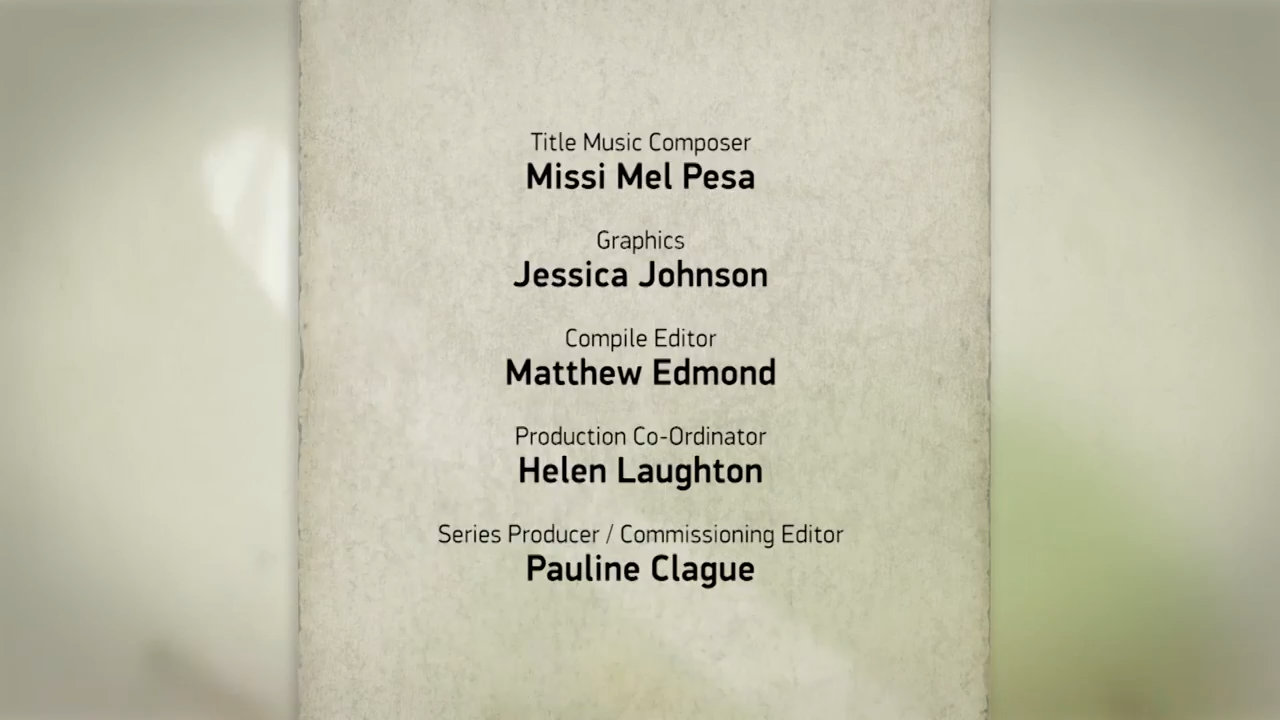 Title Music Composer
Missi Mel Pesa
Graphics
Jessica Johnson
Compile Editor
Matthew Edmond
Production Co-Ordinator
Helen Laughton
Series Producer / Commissioning Editor
Pauline Clague